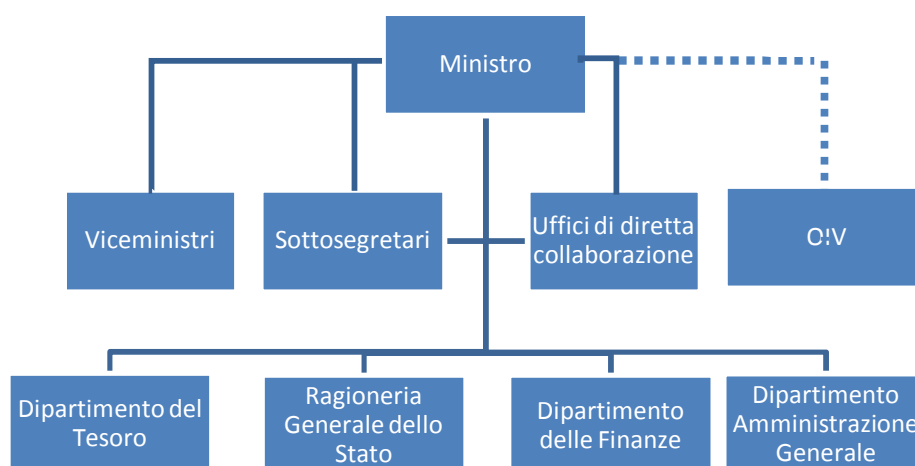 Ministro
Viceministri
Sottosegretari
Uffici di diretta
collaborazione
OIV
Dipartimento del
Tesoro
Ragioneria
Generale dello
Stato
Dipartimento
delle Finanze
Dipartimento
Amministrazione
Generale